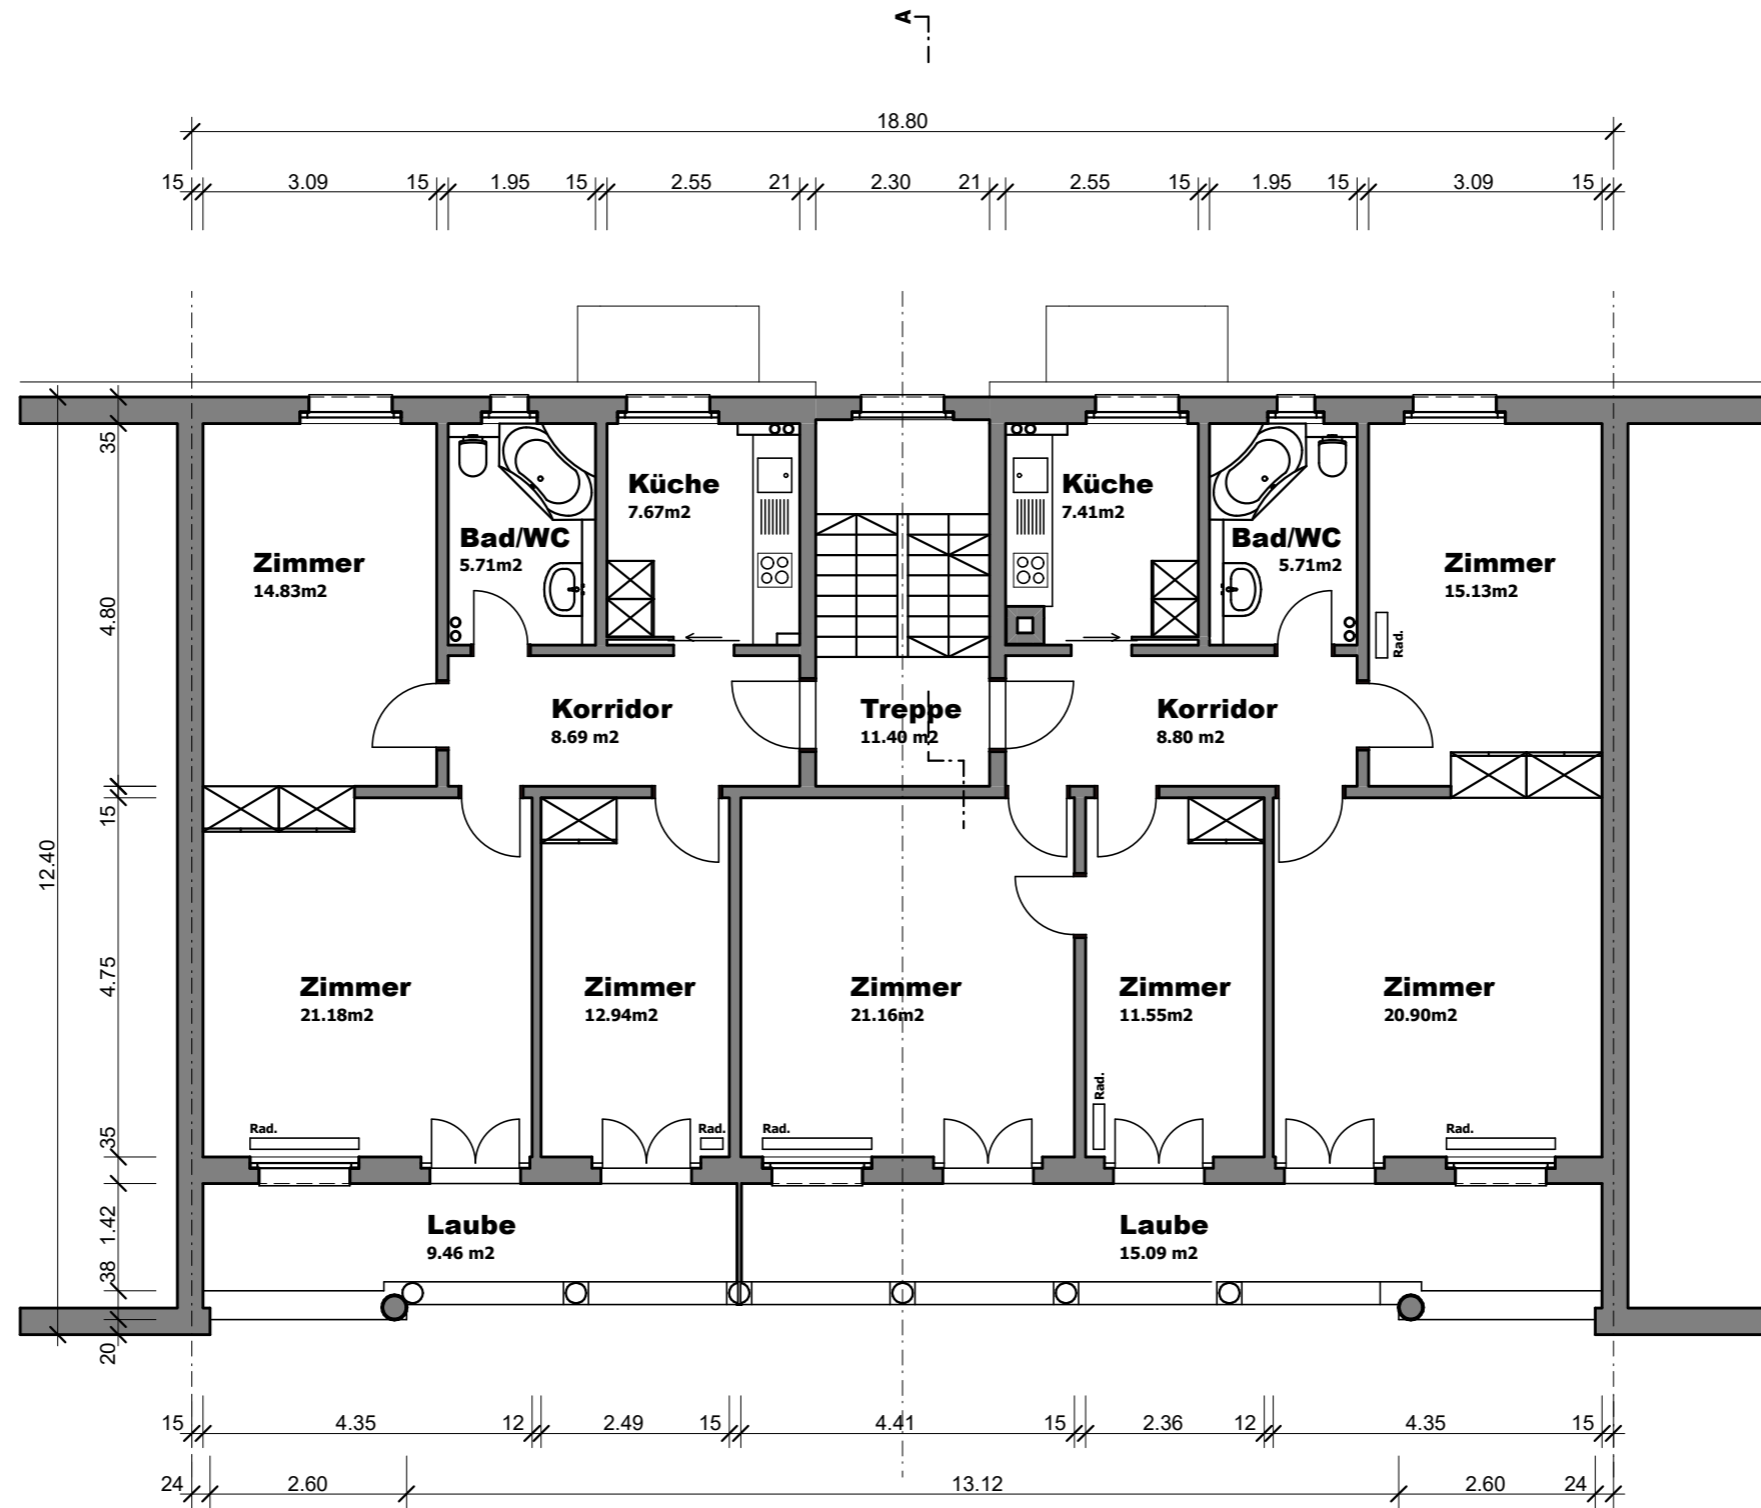 A
18.80
15 3.09 15 1.95 15 2.55 21 2.30 21 2.55 15 1.95 15 3.09 15
35
4.80
15
12.40
4.75
35
1.42
38
20
Küche
7.67m2
Küche
7.41m2
Bad/WC
5.71m2
Bad/WC
5.71m2
Zimmer
14.83m2
Zimmer
15.13m2
Rad.
Korridor
8.69 m2
Treppe
11.40 m2
Korridor
8.80 m2
Zimmer
21.18m2
Zimmer
12.94m2
Zimmer
21.16m2
Zimmer
11.55m2
Zimmer
20.90m2
Rad.
Rad.
Rad.
Rad.
Rad.
Laube
9.46 m2
Laube
15.09 m2
15 4.35 12 2.49 15 4.41 15 2.36 12 4.35 15
24 2.60 13.12 2.60 24